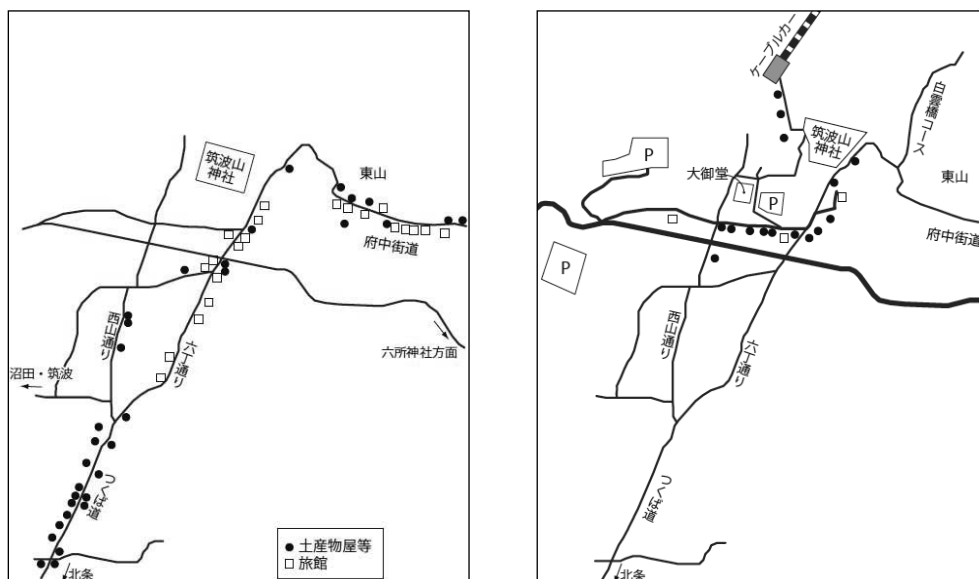 筑波山
神社
東山
府中街道
六所神社方面
西山通り
六丁通り
沼田・筑波
つくば道
北条
●土産物屋等
□旅館
ケーブルカー
白雲橋コース
筑波山
神社
P
大御堂
P
東山
府中街道
P
西山通り
六丁通り
つくば道
北条